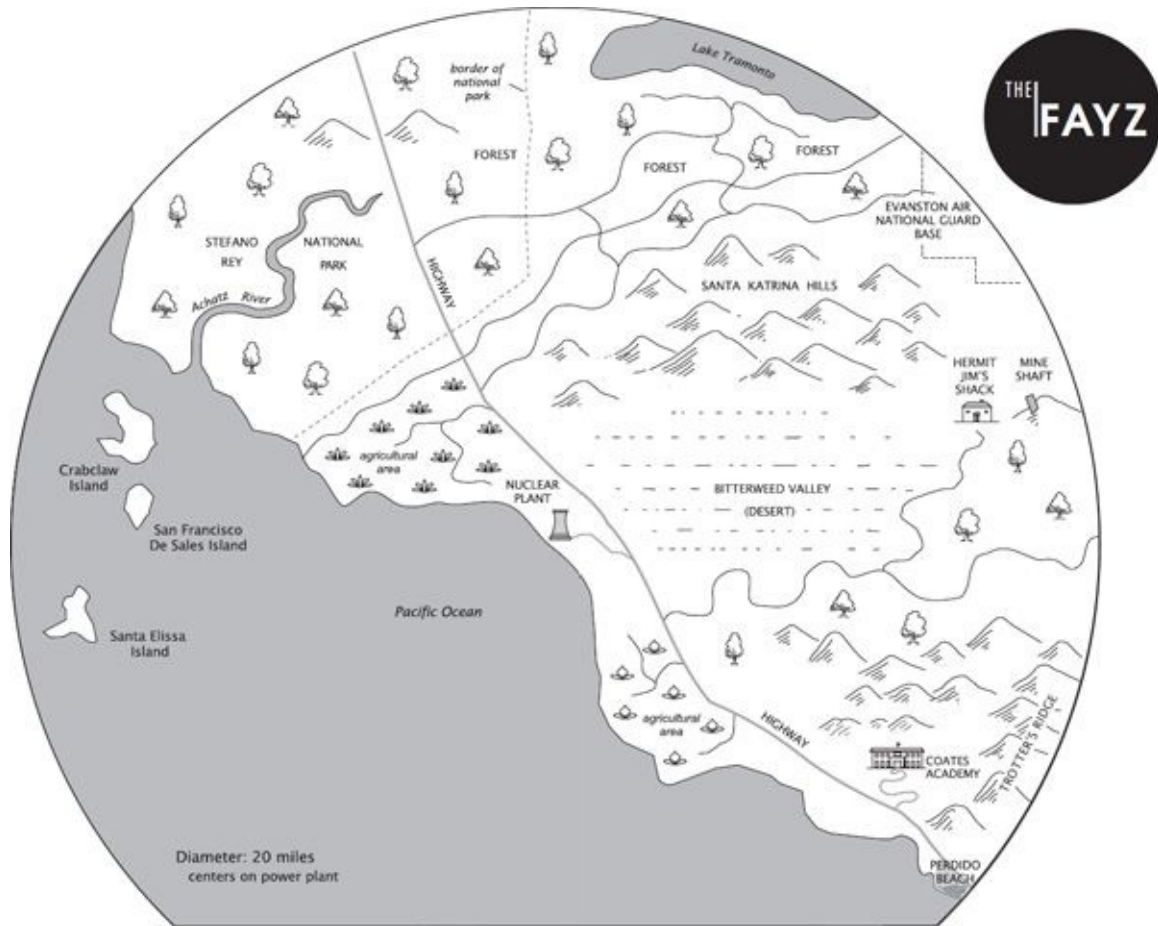 Lake Tramonto
THE
FAYZ
border of
national
park
FOREST
FOREST
FOREST
EVANSTON AIR
NATIONAL GUARD
BASE
STEFANO
REY
NATIONAL
PARK
HIGHWAY
Achatz River
SANTA KATRINA HILLS
HERMIT
JIM'S
SHACK
MINE
SHAFT
Crabclaw
Island
agricultural
area
NUCLEAR
PLANT
BITTERWEED VALLEY
(DESERT)
San Francisco
De Sales Island
Pacific Ocean
Santa Elissa
Island
agricultural
area
HIGHWAY
TROTTER'S RIDGE
COATES
ACADEMY
Diameter: 20 miles
centers on power plant
PERDIDO
BEACH